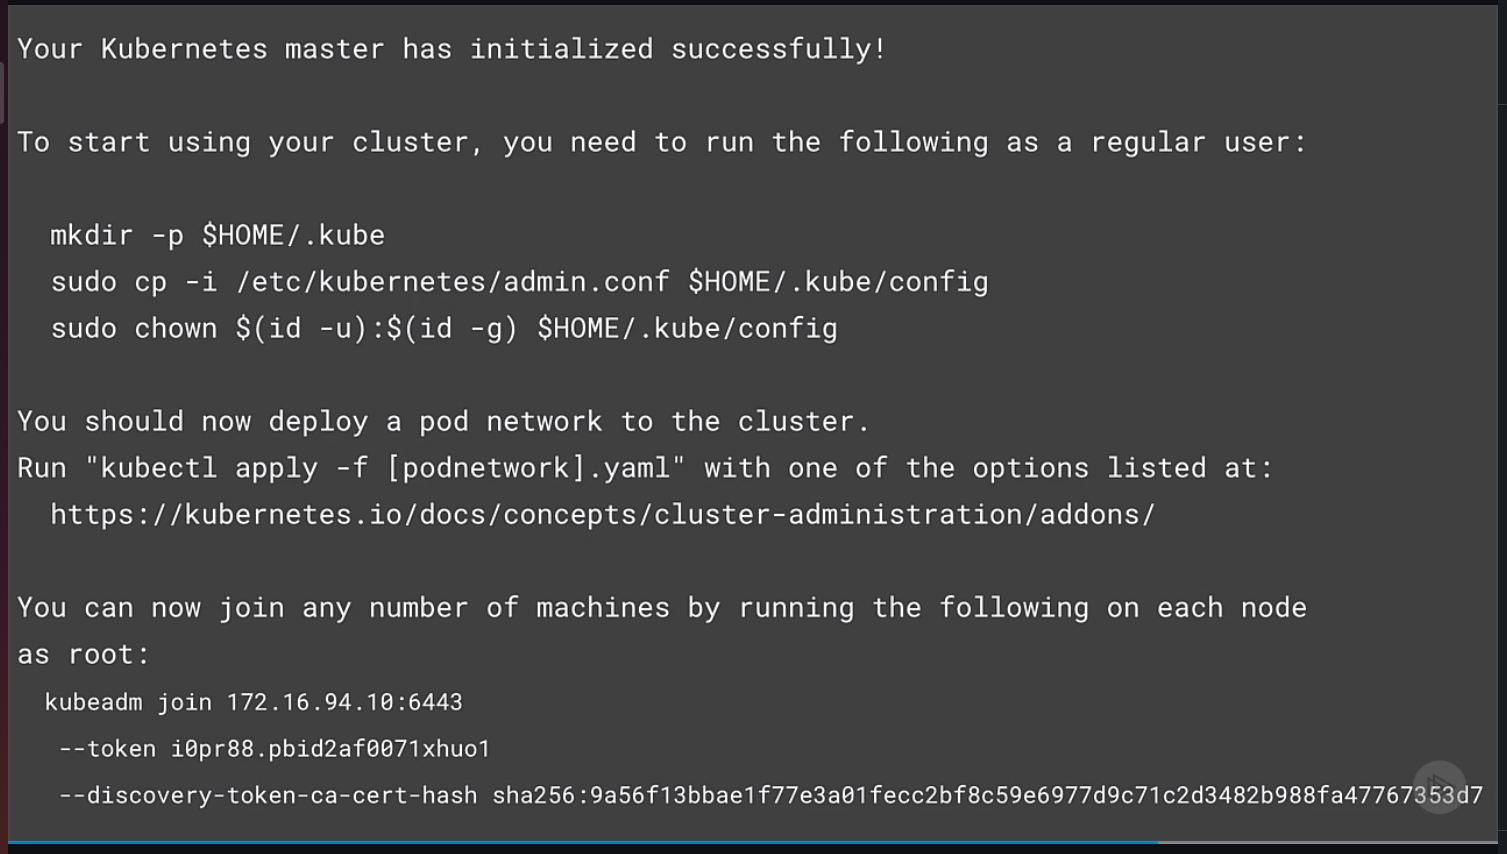 Your Kubernetes master has initialized successfully!
To start using your cluster, you need to run the following as a regular user:
mkdir -p $HOME/.kube
sudo cp -i /etc/kubernetes/admin.conf $HOME/.kube/config
sudo chown $(id -u):$(id -g) $HOME/.kube/config
You should now deploy a pod network to the cluster.
Run "kubectl apply -f [podnetwork].yaml" with one of the options listed at:
https://kubernetes.io/docs/concepts/cluster-administration/addons/
You can now join any number of machines by running the following on each node
as root:
kubeadm join 172.16.94.10:6443
--token i0pr88.pbid2af0071xhuo1
--discovery-token-ca-cert-hash sha256:9a56f13bbae1f77e3a01fecc2bf8c59e6977d9c71c2d3482b988fa47767353d7